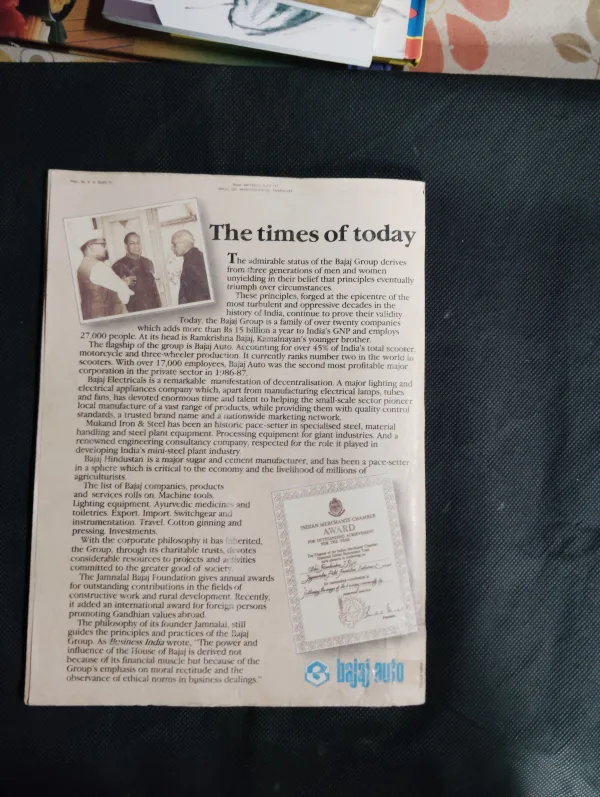 The times of today
The admirable status of the Bajaj Group derives
from three generations of men and women
unyielding in their belief that principles eventually
triumph over circumstances.
These principles, forged at the epicentre of the
most turbulent and oppressive decades in the
history of India, continue to prove their validity.
Today, the Bajaj Group is a family of over twenty companies
which adds more than Rs 15 billion a year to India's GNP and employs
27,000 people. At its head is Ramkrishna Bajaj, Kamalnayan's younger brother.
The flagship of the group is Bajaj Auto. Accounting for over 45% of India's total scooter,
motorcycle and three-wheeler production. It currently ranks number two in the world in
scooters. With over 17,000 employees, Bajaj Auto was the second most profitable major
corporation in the private sector in 1986-87.
Bajaj Electricals is a remarkable manifestation of decentralisation. A major lighting and
electrical appliances company which, apart from manufacturing electrical lamps, tubes
and fans, has devoted enormous time and talent to helping the small-scale sector pioneer
local manufacture of a vast range of products, while providing them with quality control
standards, a trusted brand name and a nationwide marketing network.
Mukand Iron & Steel has been an historic pace-setter in specialised steel, material
handling and steel plant equipment. Processing equipment for giant industries. And a
renowned engineering consultancy company, respected for the role it played in
developing India's mini-steel plant industry.
Bajaj Hindustan is a major sugar and cement manufacturer, and has been a pace-setter
in a sphere which is critical to the economy and the livelihood of millions of
agriculturists.
The list of Bajaj companies, products
and services rolls on. Machine tools.
Lighting equipment. Ayurvedic medicines and
toiletries. Export. Import. Switchgear and
instrumentation. Travel. Cotton ginning and
pressing. Investments.
With the corporate philosophy it has inherited,
the Group, through its charitable trusts, devotes
considerable resources to projects and activities
committed to the greater good of society.
The Jamnalal Bajaj Foundation gives annual awards
for outstanding contributions in the fields of
constructive work and rural development. Recently,
it added an international award for foreign persons
promoting Gandhian values abroad.
The philosophy of its founder Jamnalal, still
guides the principles and practices of the Bajaj
Group. As Business India wrote, "The power and
influence of the House of Bajaj is derived not
because of its financial muscle but because of the
Group's emphasis on moral rectitude and the
observance of ethical norms in business dealings."
INDIAN MERCHANTS CHAMBER
AWARD
FOR OUTSTANDING ACHIEVEMENT
FOR THE YEAR
bajaj auto